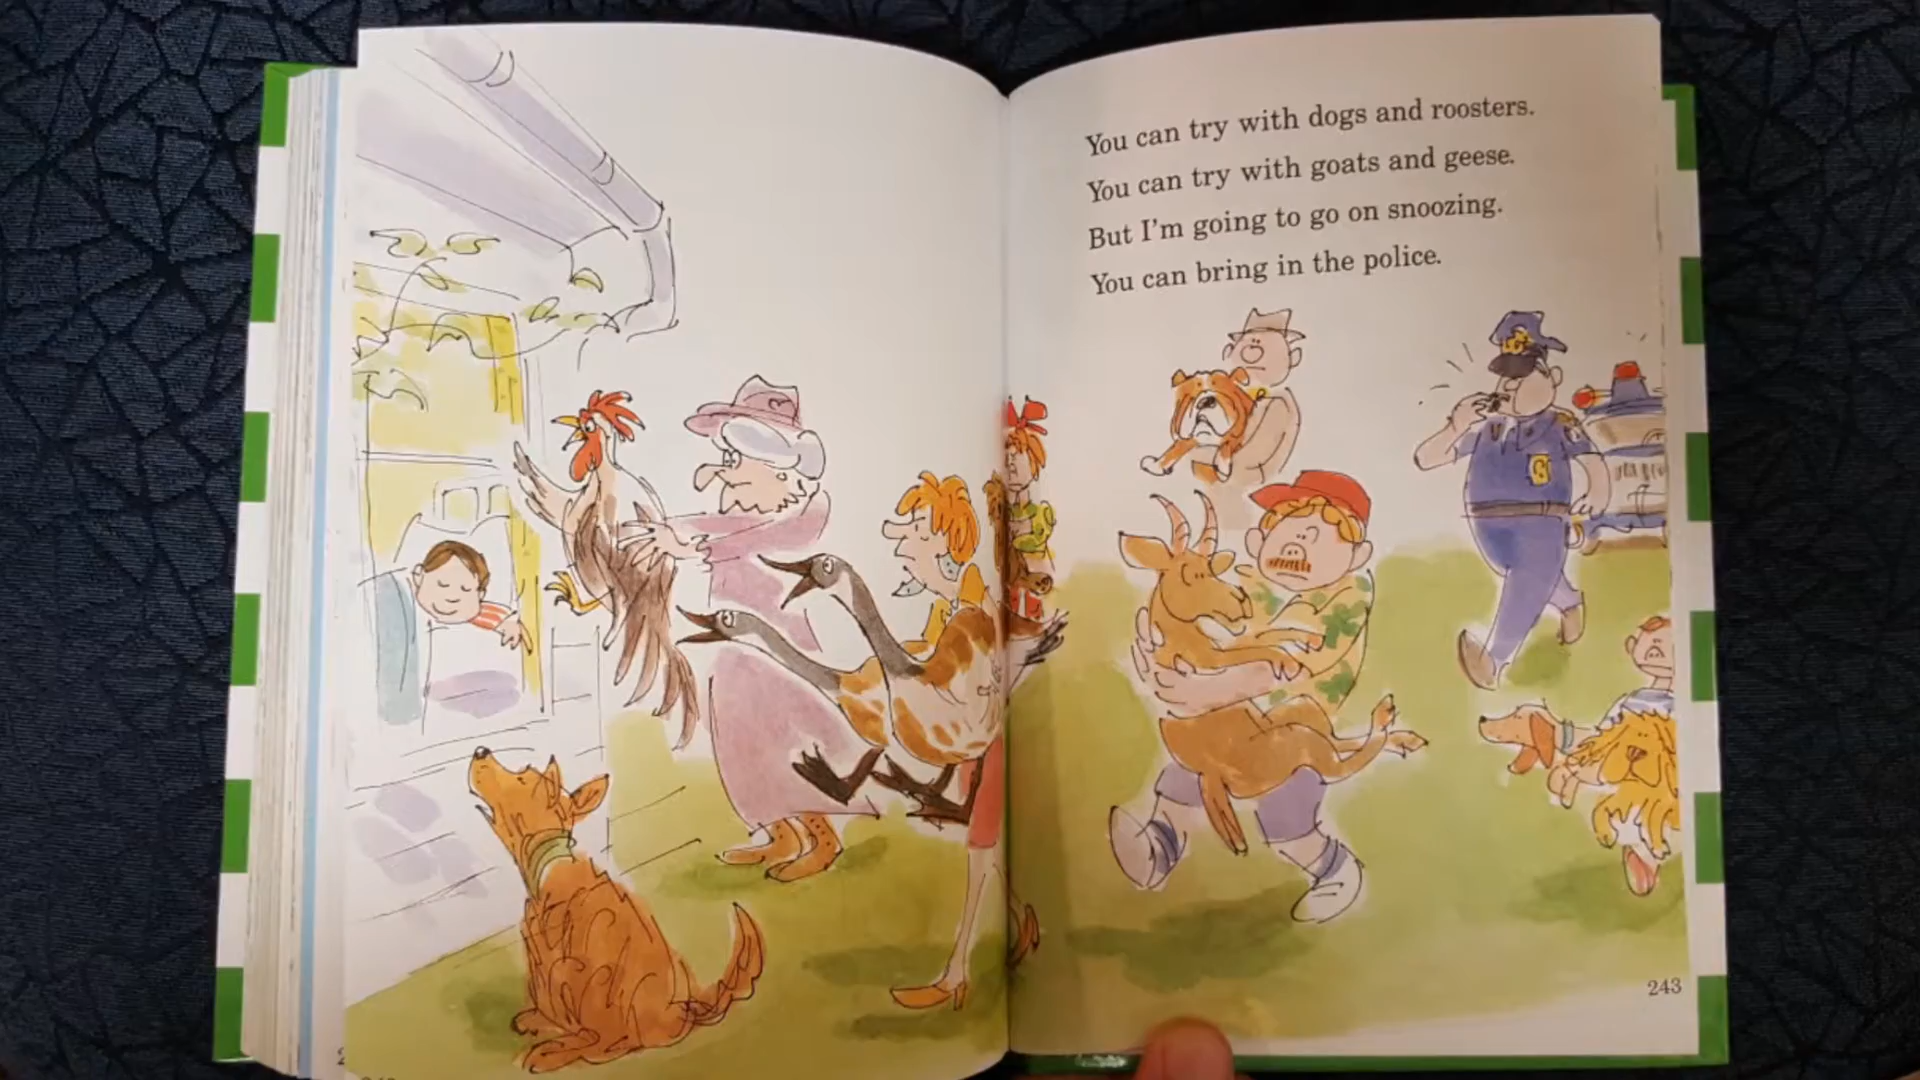 You can try with dogs and roosters.
You can try with goats and geese.
But I'm going to go on snoozing.
You can bring in the police.
243